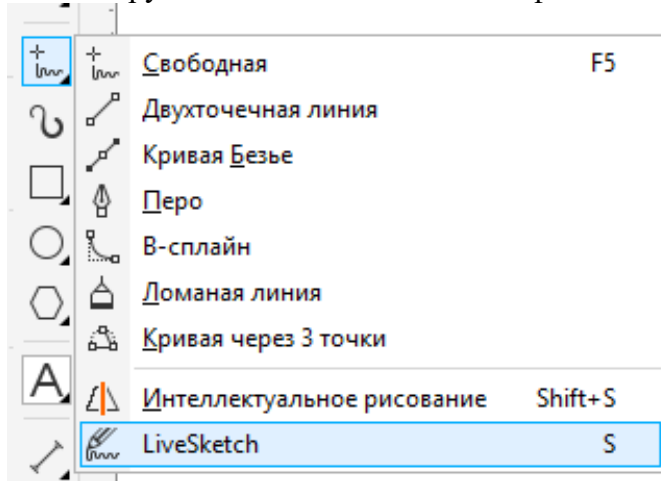 Свободная F5
Двухточечная линия
Кривая Безье
Перо
В-сплайн
Ломаная линия
Кривая через 3 точки
A
Интеллектуальное рисование Shift+S
LiveSketch S